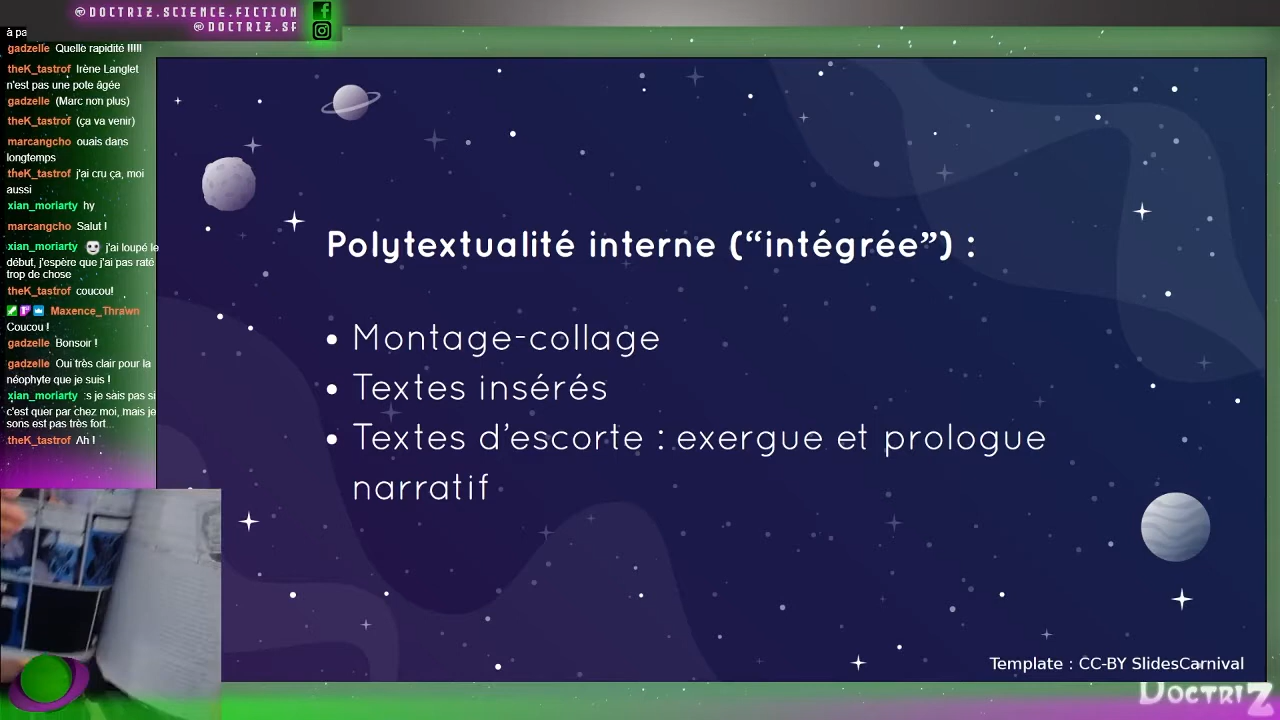 @DOCTRIZ.SCIENCE.FICTION
@DOCTRIZ.SF
à pa
gadzelle Quelle rapidité !!!!!
theK_tastrof Irène Langlet
n'est pas une pote âgée
gadzelle (Marc non plus)
theK_tastrof (ça va venir)
marcangcho ouais dans
longtemps
theK_tastrof j'ai cru ça, moi
aussi
xian_moriarty hy
marcangcho Salut !
xian_moriarty j'ai loupé le
début, j'espère que j'ai pas raté
trop de chose
theK_tastrof coucou!
Maxence_Thrawn
Coucou !
gadzelle Bonsoir !
gadzelle Oui très clair pour la
néophyte que je suis !
xian_moriarty :s je sais pas si
c'est quer par chez moi, mais je
sons est pas très fort...
theK_tastrof Ah !
Polytextualité interne (“intégrée”) :
• Montage-collage
• Textes insérés
• Textes d’escorte : exergue et prologue
narratif
Template : CC-BY SlidesCarnival
DOCTRIZ